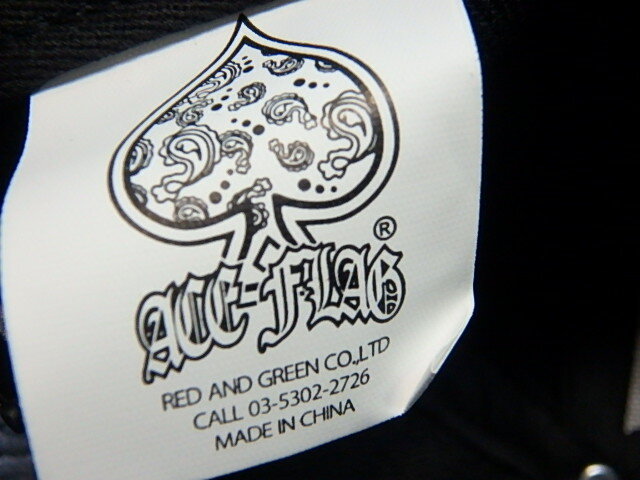 ACE-FLAG®
RED AND GREEN CO.,LTD
CALL 03-5302-2726
MADE IN CHINA